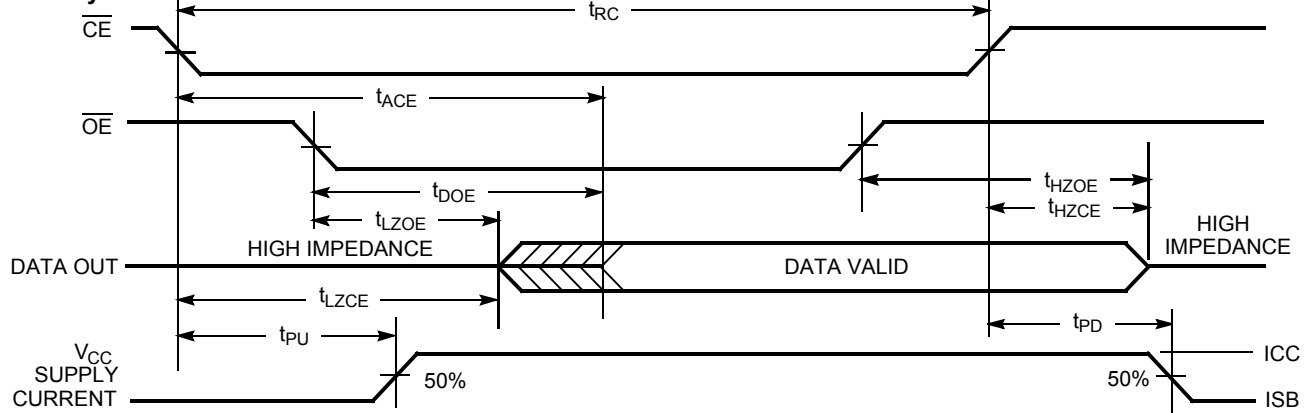 tRC
CE
tACE
OE
tDOE
tHZOE
tLZOE
tHZCE
HIGH IMPEDANCE
HIGH
IMPEDANCE
DATA OUT
DATA VALID
tLZCE
tPU
tPD
VCC
SUPPLY
CURRENT
50%
50%
ICC
ISB